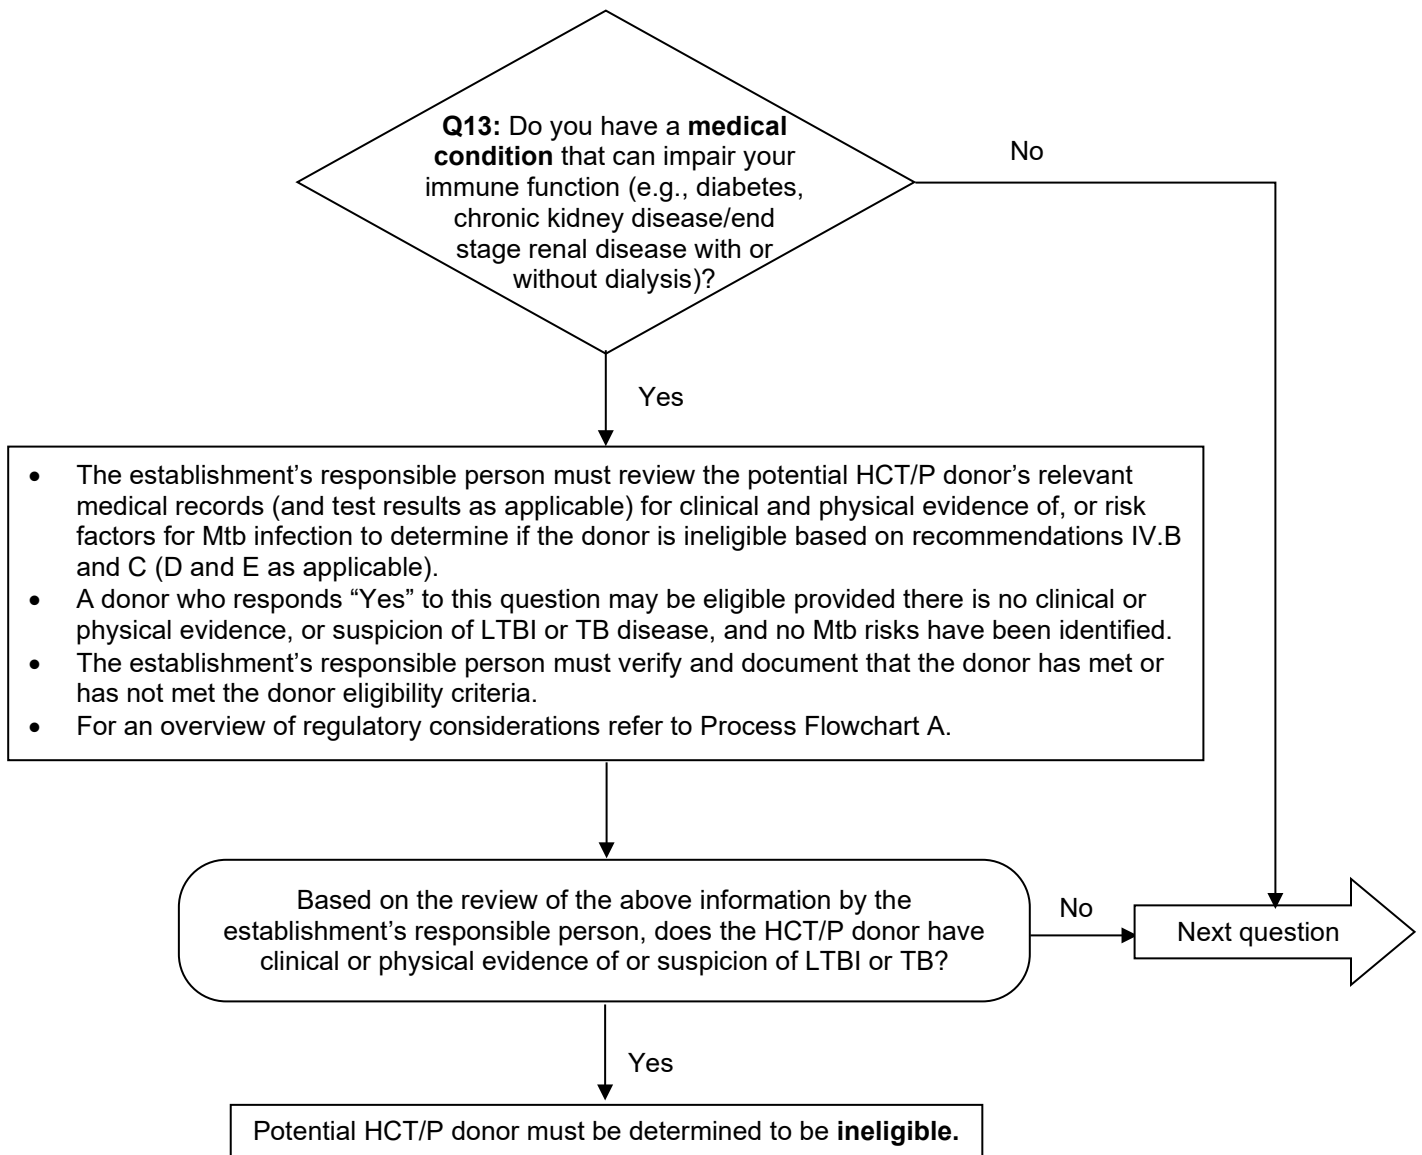 Q13: Do you have a medical
condition that can impair your
immune function (e.g., diabetes,
chronic kidney disease/end
stage renal disease with or
without dialysis)?
No
Yes
• The establishment’s responsible person must review the potential HCT/P donor’s relevant
medical records (and test results as applicable) for clinical and physical evidence of, or risk
factors for Mtb infection to determine if the donor is ineligible based on recommendations IV.B
and C (D and E as applicable).
• A donor who responds “Yes” to this question may be eligible provided there is no clinical or
physical evidence, or suspicion of LTBI or TB disease, and no Mtb risks have been identified.
• The establishment’s responsible person must verify and document that the donor has met or
has not met the donor eligibility criteria.
• For an overview of regulatory considerations refer to Process Flowchart A.
Based on the review of the above information by the
establishment’s responsible person, does the HCT/P donor have
clinical or physical evidence of or suspicion of LTBI or TB?
No
Next question
Yes
Potential HCT/P donor must be determined to be ineligible.